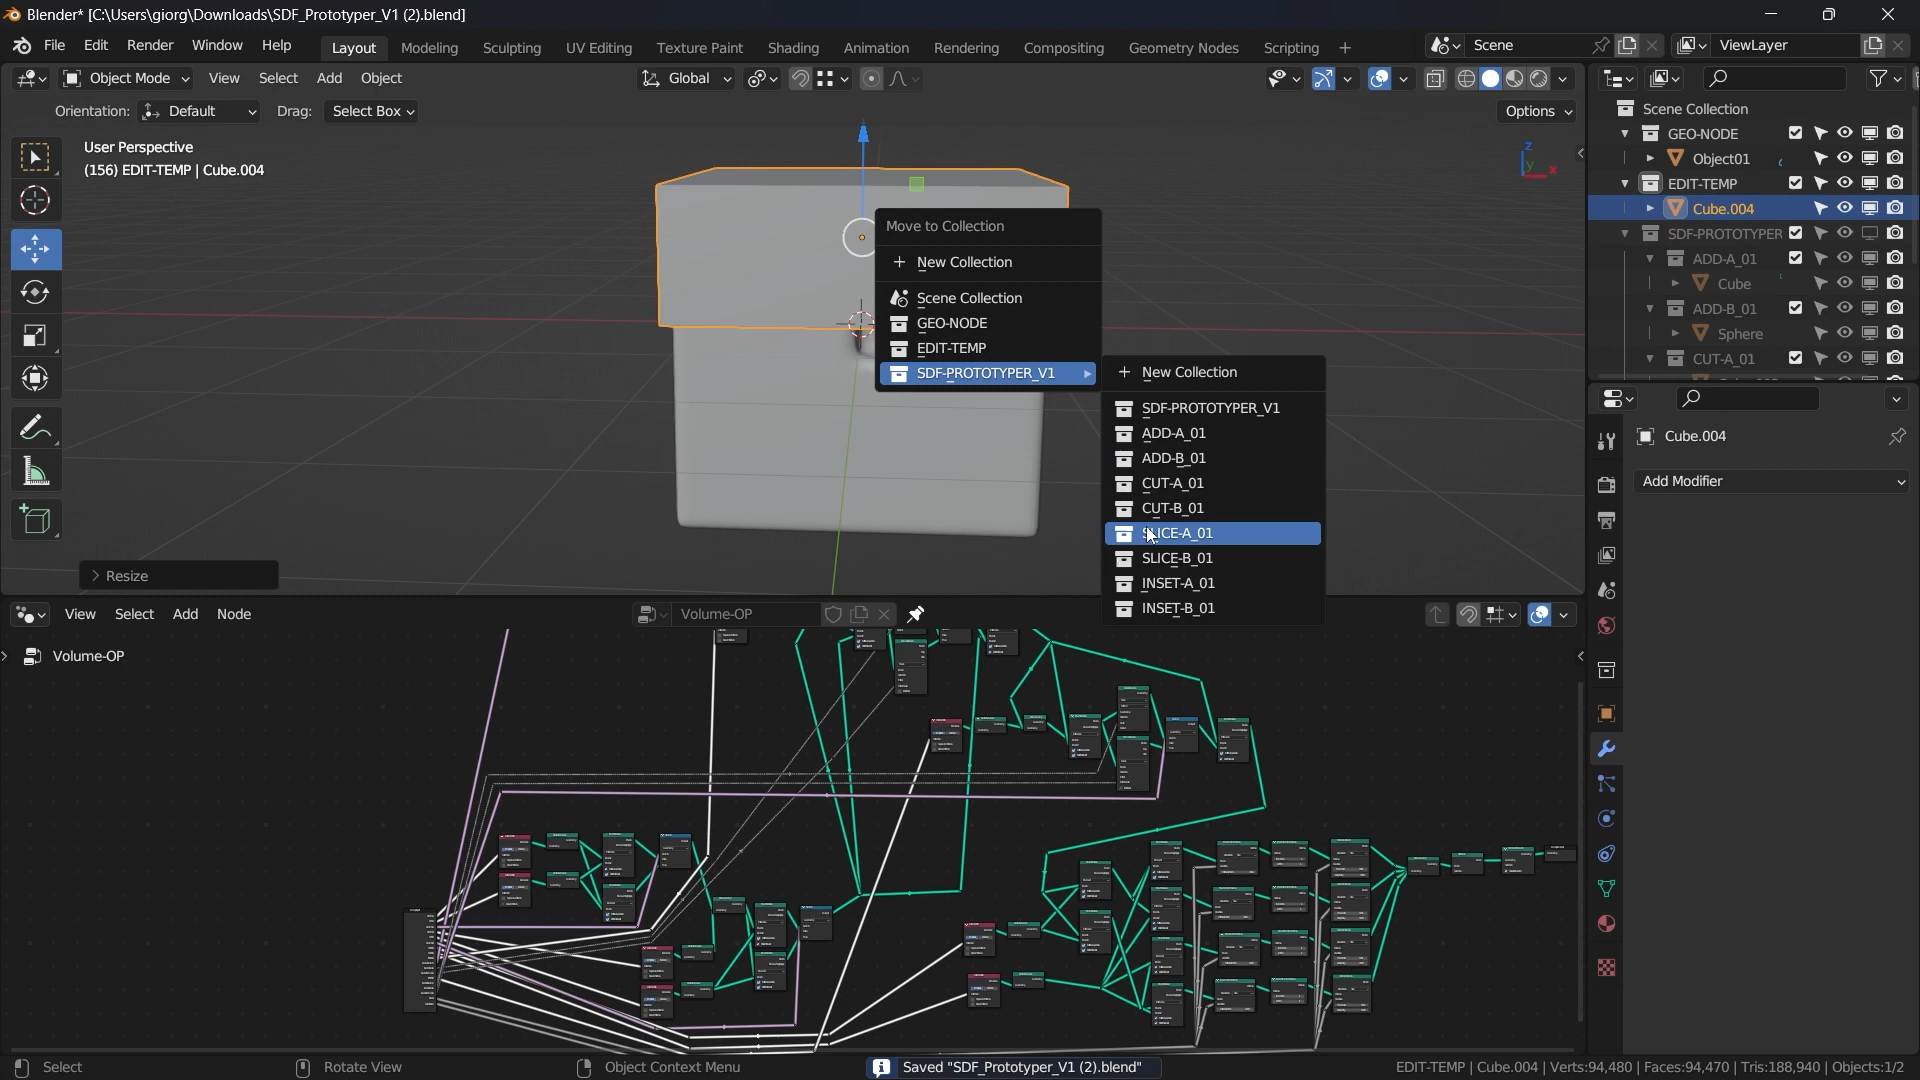 Blender* [C:\Users\giorg\Downloads\SDF_Prototyper_V1 (2).blend]
File Edit Render Window Help Layout Modeling Sculpting UV Editing Texture Paint Shading Animation Rendering Compositing Geometry Nodes Scripting + Scene ViewLayer
Object Mode View Select Add Object Global
Orientation: Default Drag: Select Box Options
User Perspective
(156) EDIT-TEMP | Cube.004
Z
Y
X
Move to Collection
New Collection
Scene Collection
GEO-NODE
EDIT-TEMP
SDF-PROTOTYPER_V1
New Collection
SDF-PROTOTYPER_V1
ADD-A_01
ADD-B_01
CUT-A_01
CUT-B_01
SLICE-A_01
SLICE-B_01
INSET-A_01
INSET-B_01
Resize
Scene Collection
GEO-NODE
Object01
EDIT-TEMP
Cube.004
SDF-PROTOTYPER
ADD-A_01
Cube
ADD-B_01
Sphere
CUT-A_01
Cube.004
Add Modifier
View Select Add Node Volume-OP
Volume-OP
Select Rotate View Object Context Menu Saved "SDF_Prototyper_V1 (2).blend" EDIT-TEMP | Cube.004 | Verts:94,480 | Faces:94,470 | Tris:188,940 | Objects:1/2